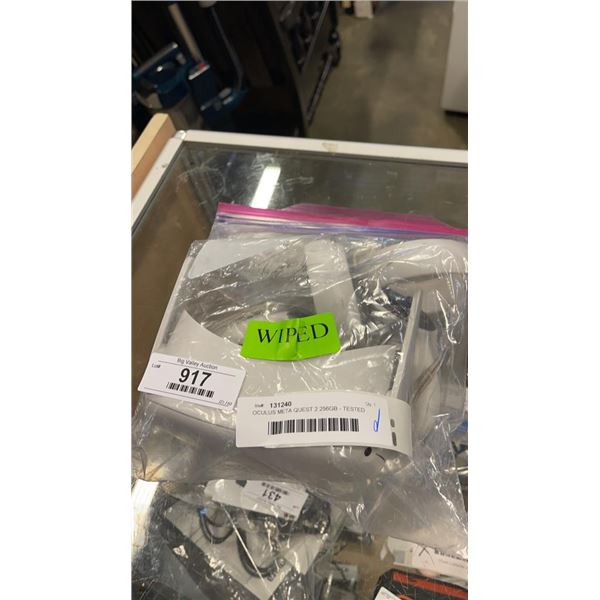 WIPED
Big Valley Auction
Lot#
917
131240
OCULUS META QUEST 2 256GB - TESTED
431